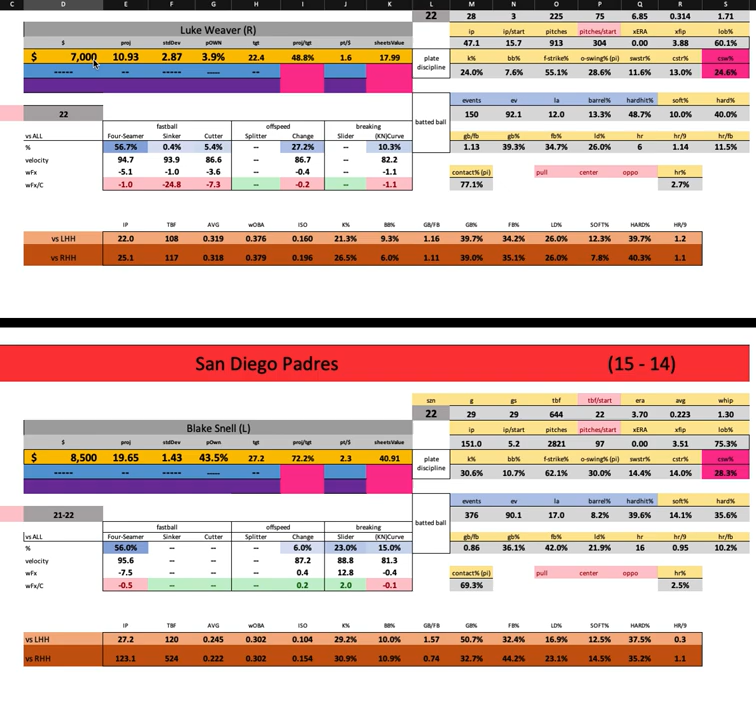 C D E F G H I J K L M N O P Q R S
22 28 3 225 75 6.85 0.314 1.71
Luke Weaver (R) ip ip/start pitches pitches/start xERA xfip lob%
$ proj stdDev pOWN tgt proj/tgt pt/$ sheetsValue 47.1 15.7 913 304 0.00 3.88 60.1%
$ 7,000 10.93 2.87 3.9% 22.4 48.8% 1.6 17.99 plate discipline k% bb% f-strike% o-swing% (pi) swstr% cstr% csw%
----- -- ---- — -- 24.0% 7.6% 55.1% 28.6% 11.6% 13.0% 24.6%
batted ball events ev la barrel% hardhit% soft% hard%
22 150 92.1 12.0 13.3% 48.7% 10.0% 40.0%
fastball offspeed breaking
vs ALL Four-Seamer Sinker Cutter Splitter Change Slider (KN)Curve gb/fb gb% fb% ld% hr hr/9 hr/fb
% 56.7% 0.4% 5.4% -- 27.2% -- 10.3% 1.13 39.3% 34.7% 26.0% 6 1.14 11.5%
velocity 94.7 93.9 86.6 -- 86.7 -- 82.2
wFx -5.1 -1.0 -3.6 -- -0.4 -- -1.1 contact% (pi) pull center oppo hr%
wFx/C -1.0 -24.8 -7.3 -- -0.2 -- -1.1 77.1% 2.7%
IP TBF AVG wOBA ISO K% BB% GB/FB GB% FB% LD% SOFT% HARD% HR/9
vs LHH 22.0 108 0.319 0.376 0.160 21.3% 9.3% 1.16 39.7% 34.2% 26.0% 12.3% 39.7% 1.2
vs RHH 25.1 117 0.318 0.379 0.196 26.5% 6.0% 1.11 39.0% 35.1% 26.0% 7.8% 40.3% 1.1
San Diego Padres (15 - 14)
szn g gs tbf tbf/start era avg whip
22 29 29 644 22 3.70 0.223 1.30
Blake Snell (L) ip ip/start pitches pitches/start xERA xfip lob%
$ proj stdDev pOwn tgt proj/tgt pt/$ sheetsValue 151.0 5.2 2821 97 0.00 3.51 75.3%
$ 8,500 19.65 1.43 43.5% 27.2 72.2% 2.3 40.91 plate discipline k% bb% f-strike% o-swing% (pi) swstr% cstr% csw%
----- -- ---- — -- 30.6% 10.7% 62.1% 30.0% 14.4% 14.0% 28.3%
batted ball events ev la barrel% hardhit% soft% hard%
21-22 376 90.1 17.0 8.2% 39.6% 14.1% 35.6%
fastball offspeed breaking
vs ALL Four-Seamer Sinker Cutter Splitter Change Slider (KN)Curve gb/fb gb% fb% ld% hr hr/9 hr/fb
% 56.0% -- -- -- 6.0% 23.0% 15.0% 0.86 36.1% 42.0% 21.9% 16 0.95 10.2%
velocity 95.6 -- -- -- 87.2 88.8 81.3
wFx -7.5 -- -- -- 0.4 12.8 -0.4 contact% (pi) pull center oppo hr%
wFx/C -0.5 -- -- -- 0.2 2.0 -0.1 69.3% 2.5%
IP TBF AVG wOBA ISO K% BB% GB/FB GB% FB% LD% SOFT% HARD% HR/9
vs LHH 27.2 120 0.245 0.302 0.104 29.2% 10.0% 1.57 50.7% 32.4% 16.9% 12.5% 37.5% 0.3
vs RHH 123.1 524 0.222 0.302 0.154 30.9% 10.9% 0.74 32.7% 44.2% 23.1% 14.5% 35.2% 1.1